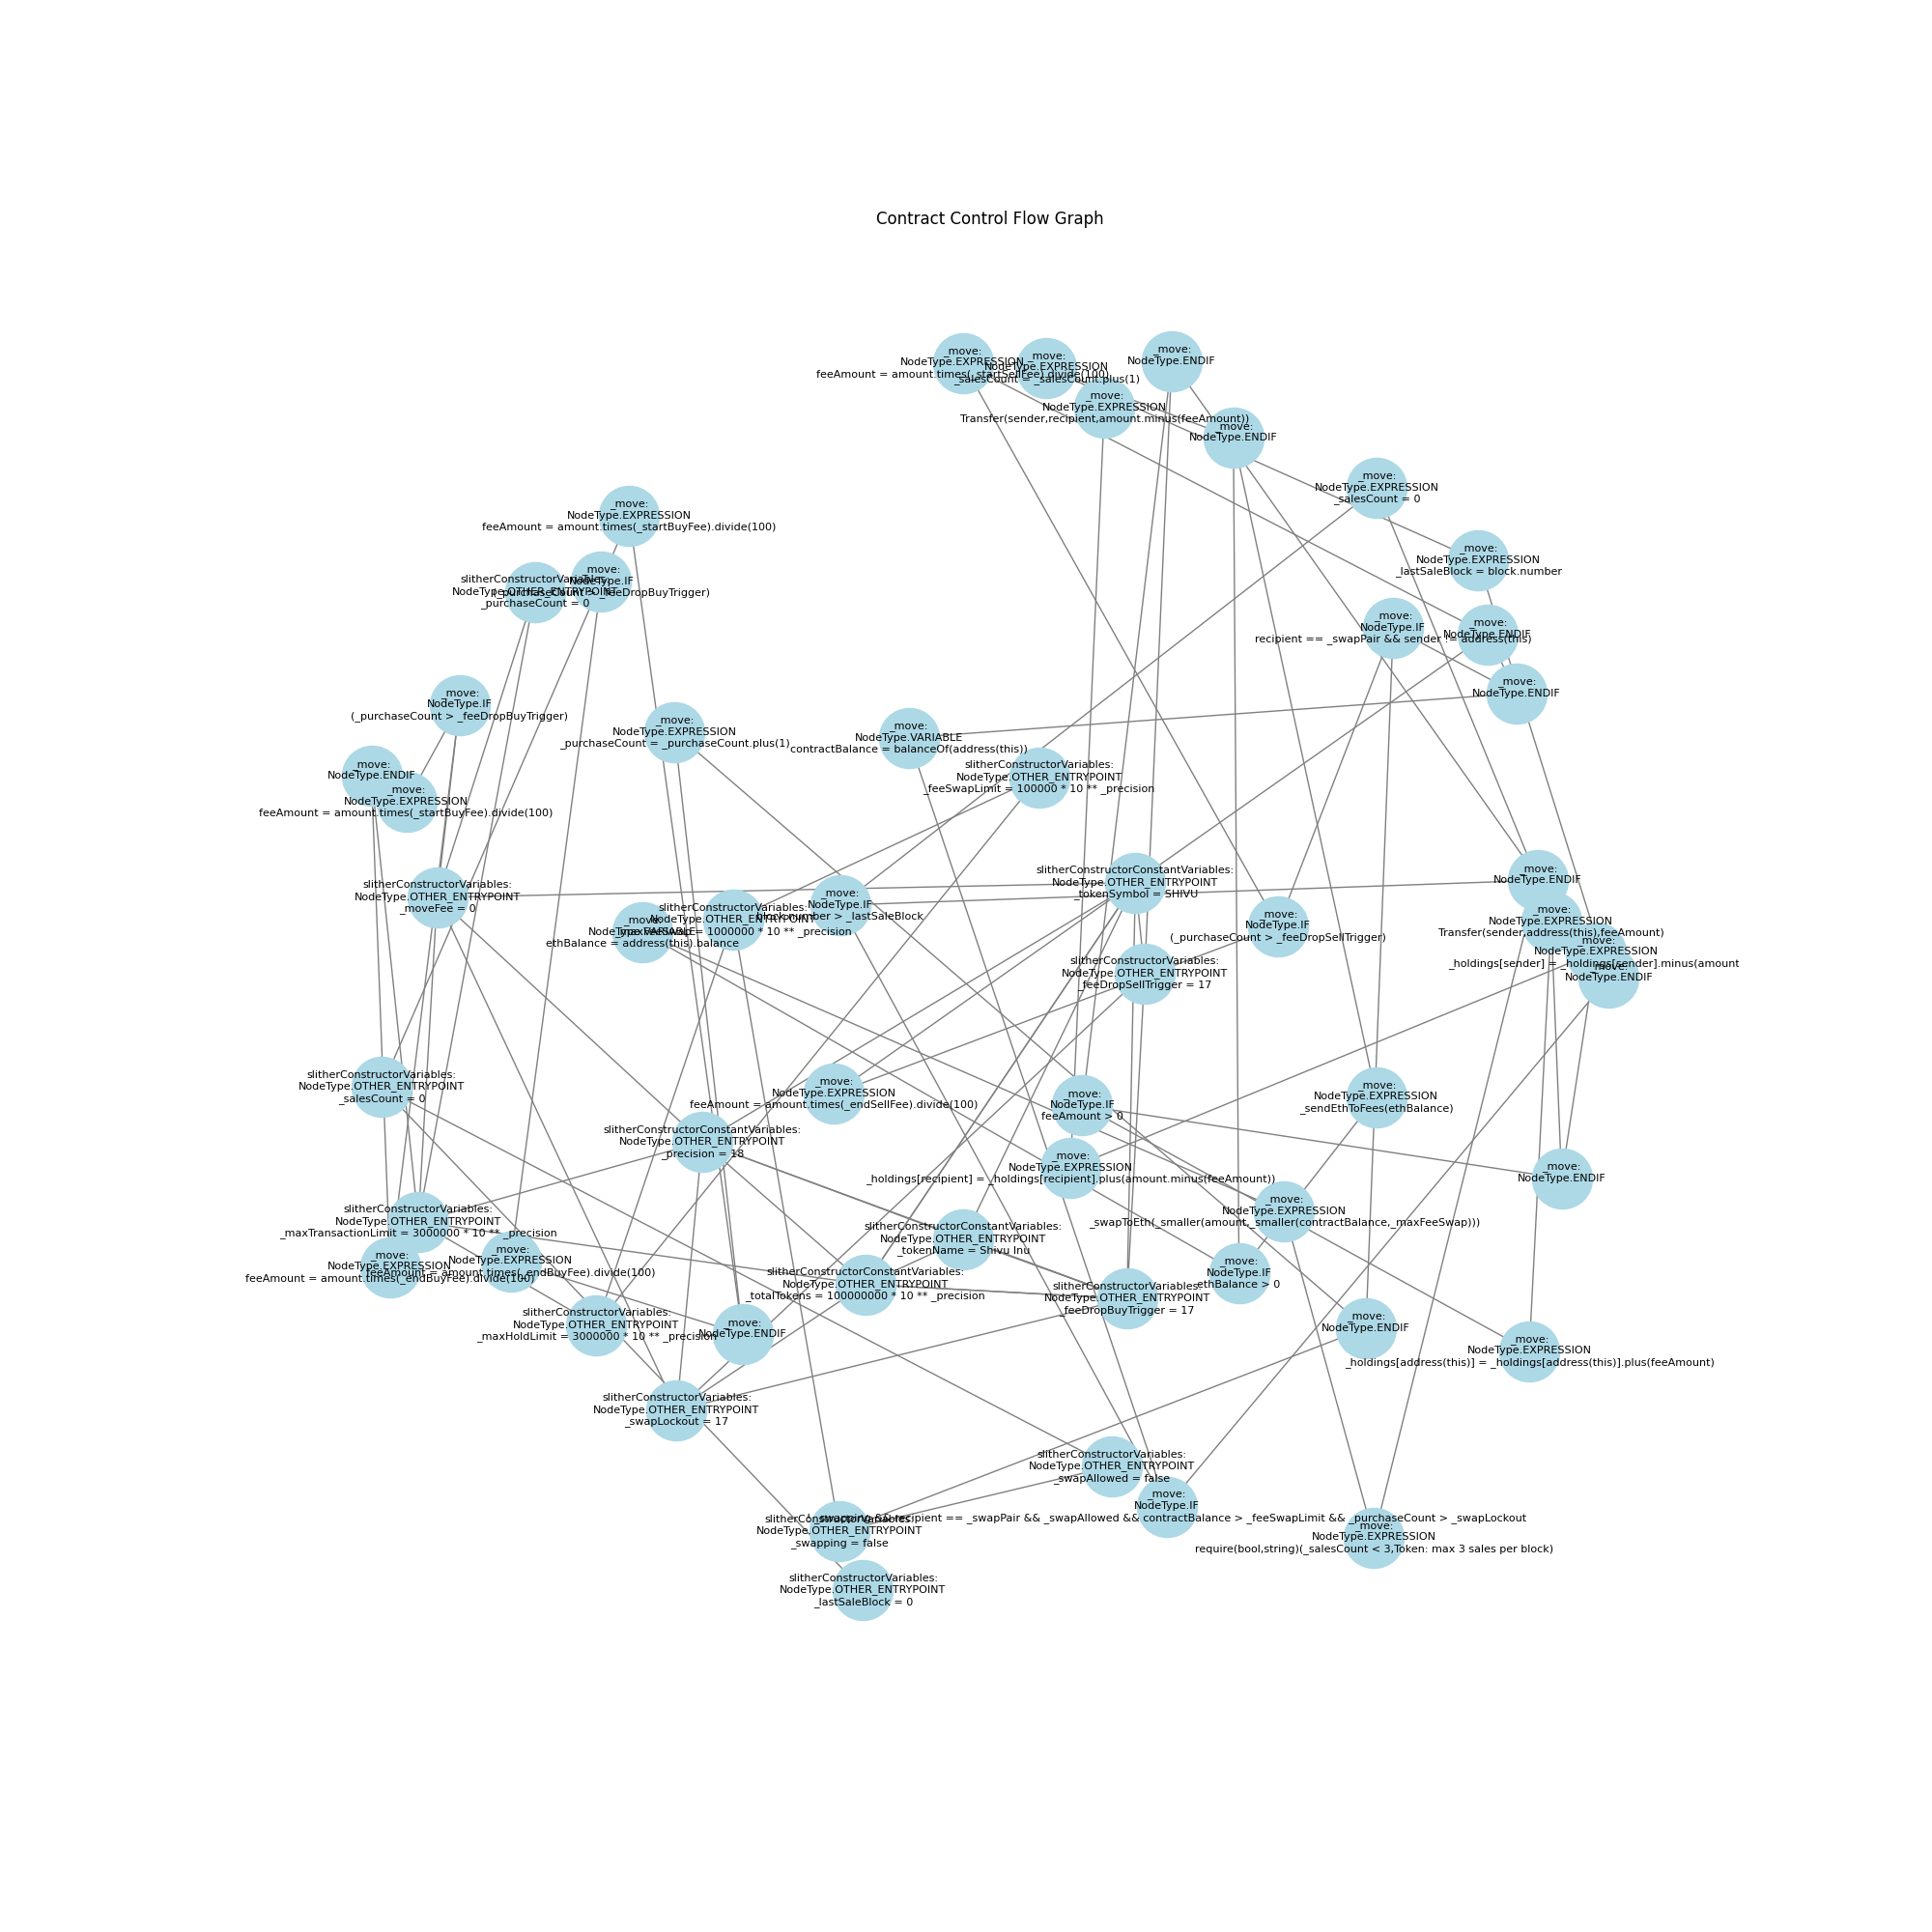 Contract Control Flow Graph
_move:
NodeType.EXPRESSION
feeAmount = amount.times(_startSellFee).divide(100)
_move:
NodeType.EXPRESSION
_salesCount = _salesCount.plus(1)
_move:
NodeType.ENDIF
_move:
NodeType.EXPRESSION
Transfer(sender,recipient,amount.minus(feeAmount))
_move:
NodeType.ENDIF
_move:
NodeType.EXPRESSION
_salesCount = 0
_move:
NodeType.EXPRESSION
feeAmount = amount.times(_startBuyFee).divide(100)
_move:
NodeType.EXPRESSION
_lastSaleBlock = block.number
slitherConstructorVariables:
NodeType.OTHER_ENTRYPOINT
_purchaseCount = 0
_move:
NodeType.IF
(_purchaseCount > _feeDropBuyTrigger)
_move:
NodeType.IF
recipient == _swapPair && sender != address(this)
_move:
NodeType.ENDIF
_move:
NodeType.ENDIF
_move:
NodeType.IF
(_purchaseCount > _feeDropBuyTrigger)
_move:
NodeType.EXPRESSION
_purchaseCount = _purchaseCount.plus(1)
_move:
NodeType.VARIABLE
contractBalance = balanceOf(address(this))
_move:
NodeType.ENDIF
_move:
NodeType.EXPRESSION
feeAmount = amount.times(_startBuyFee).divide(100)
slitherConstructorVariables:
NodeType.OTHER_ENTRYPOINT
_feeSwapLimit = 100000 * 10 ** _precision
slitherConstructorVariables:
NodeType.OTHER_ENTRYPOINT
_moveFee = 0
slitherConstructorConstantVariables:
NodeType.OTHER_ENTRYPOINT
_tokenSymbol = SHIVU
_move:
NodeType.ENDIF
_move:
NodeType.IF
block.number > _lastSaleBlock
slitherConstructorVariables:
NodeType.OTHER_ENTRYPOINT
_maxFeeSwap = 1000000 * 10 ** _precision
_move:
NodeType.VARIABLE
ethBalance = address(this).balance
_move:
NodeType.IF
(_purchaseCount > _feeDropSellTrigger)
_move:
NodeType.EXPRESSION
Transfer(sender,address(this),feeAmount)
_move:
NodeType.EXPRESSION
_holdings[sender] = _holdings[sender].minus(amount
_move:
NodeType.ENDIF
slitherConstructorVariables:
NodeType.OTHER_ENTRYPOINT
_feeDropSellTrigger = 17
slitherConstructorVariables:
NodeType.OTHER_ENTRYPOINT
_salesCount = 0
_move:
NodeType.EXPRESSION
feeAmount = amount.times(_endSellFee).divide(100)
_move:
NodeType.IF
feeAmount > 0
_move:
NodeType.EXPRESSION
_sendEthToFees(ethBalance)
slitherConstructorConstantVariables:
NodeType.OTHER_ENTRYPOINT
_precision = 18
_move:
NodeType.EXPRESSION
_holdings[recipient] = _holdings[recipient].plus(amount.minus(feeAmount))
_move:
NodeType.ENDIF
slitherConstructorVariables:
NodeType.OTHER_ENTRYPOINT
_maxTransactionLimit = 3000000 * 10 ** _precision
_move:
NodeType.EXPRESSION
_swapToEth(_smaller(amount,_smaller(contractBalance,_maxFeeSwap)))
slitherConstructorConstantVariables:
NodeType.OTHER_ENTRYPOINT
_tokenName = Shivu Inu
_move:
NodeType.EXPRESSION
feeAmount = amount.times(_endBuyFee).divide(100)
_move:
NodeType.EXPRESSION
feeAmount = amount.times(_endBuyFee).divide(100)
slitherConstructorConstantVariables:
NodeType.OTHER_ENTRYPOINT
_totalTokens = 100000000 * 10 ** _precision
slitherConstructorVariables:
NodeType.OTHER_ENTRYPOINT
_feeDropBuyTrigger = 17
_move:
NodeType.IF
ethBalance > 0
slitherConstructorVariables:
NodeType.OTHER_ENTRYPOINT
_maxHoldLimit = 3000000 * 10 ** _precision
_move:
NodeType.ENDIF
_move:
NodeType.ENDIF
_move:
NodeType.EXPRESSION
_holdings[address(this)] = _holdings[address(this)].plus(feeAmount)
slitherConstructorVariables:
NodeType.OTHER_ENTRYPOINT
_swapLockout = 17
slitherConstructorVariables:
NodeType.OTHER_ENTRYPOINT
_swapAllowed = false
_move:
NodeType.IF
_swapping && recipient == _swapPair && _swapAllowed && contractBalance > _feeSwapLimit && _purchaseCount > _swapLockout
slitherConstructorVariables:
NodeType.OTHER_ENTRYPOINT
_swapping = false
_move:
NodeType.EXPRESSION
require(bool,string)(_salesCount < 3,Token: max 3 sales per block)
slitherConstructorVariables:
NodeType.OTHER_ENTRYPOINT
_lastSaleBlock = 0